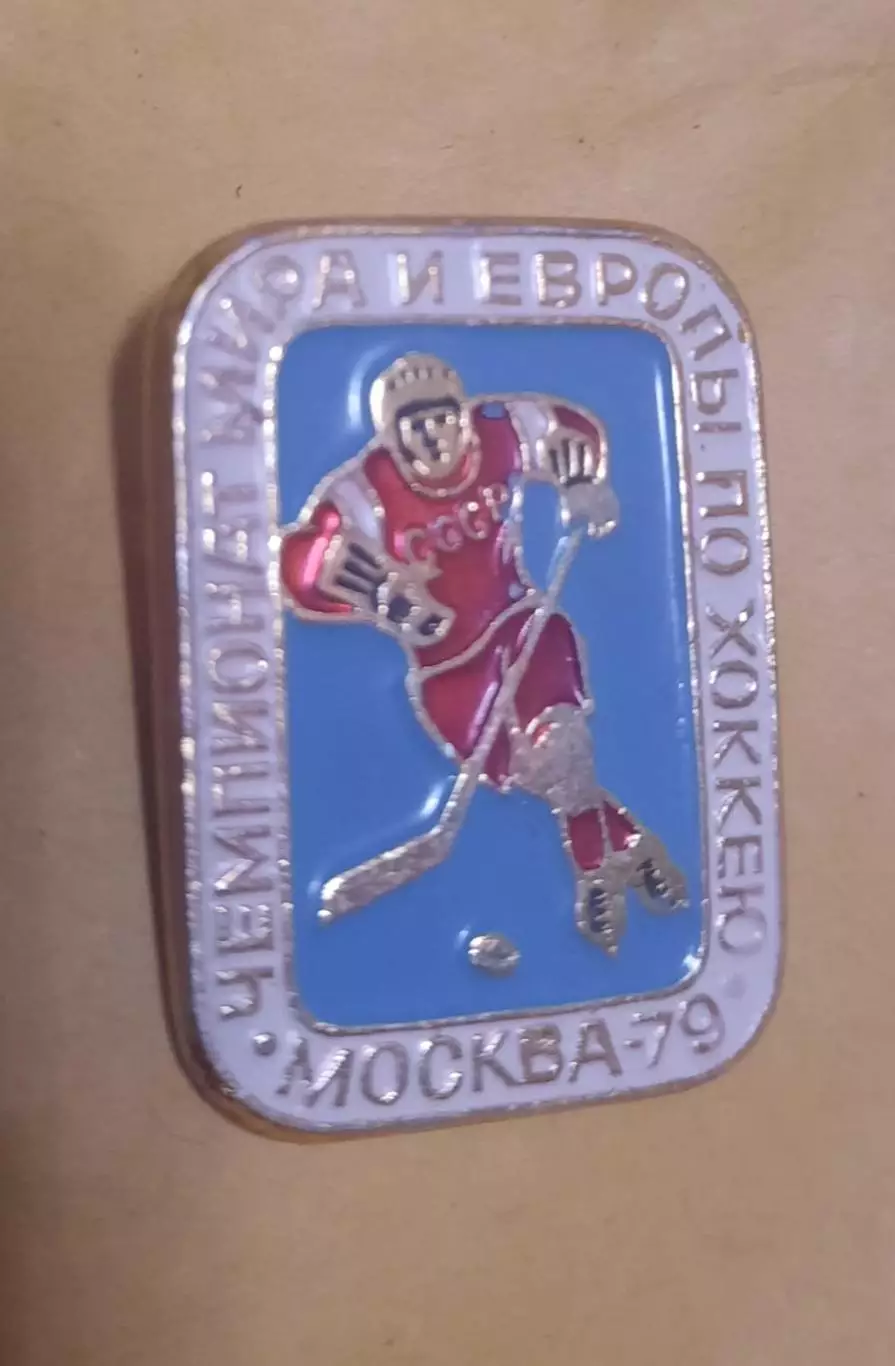 ЧЕМПИОНАТ МИРА И ЕВРОПЫ ПО ХОККЕЮ
СССР
• МОСКВА-79 •